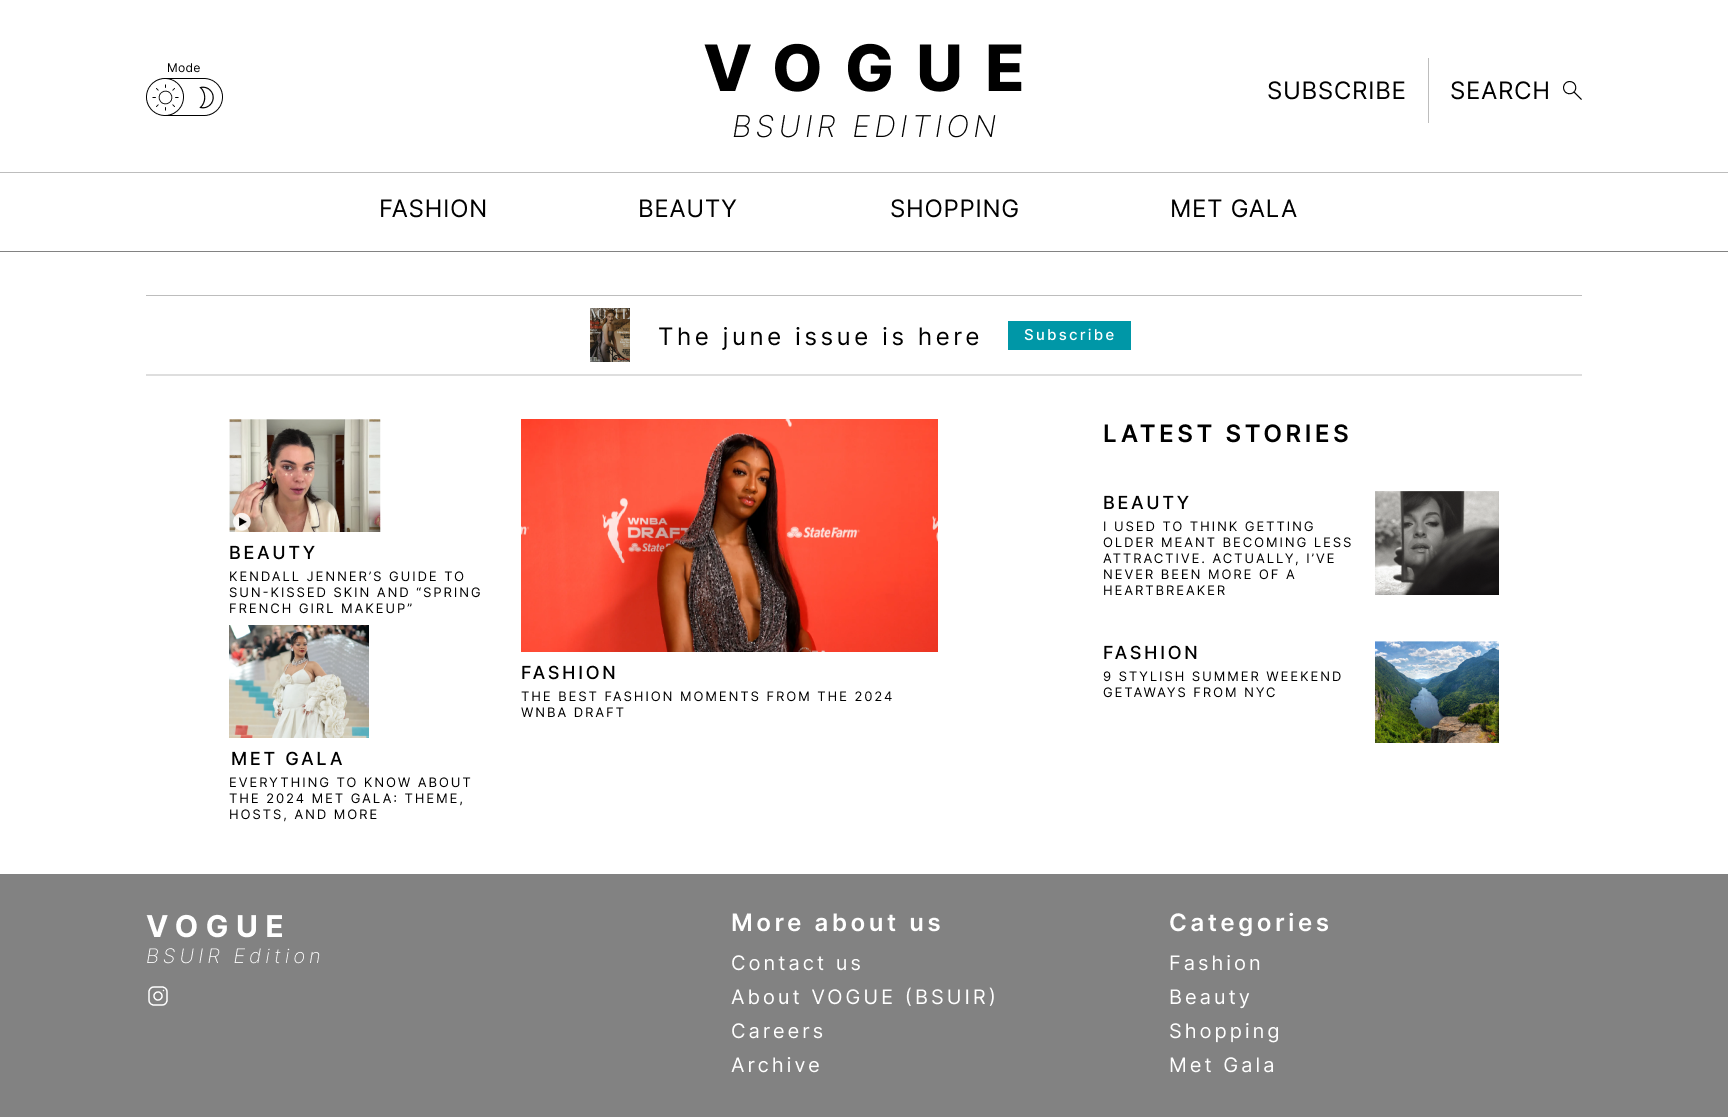 Mode
VOGUE
BSUIR EDITION
SUBSCRIBE
SEARCH
FASHION
BEAUTY
SHOPPING
MET GALA
The june issue is here
Subscribe
BEAUTY
KENDALL JENNER’S GUIDE TO
SUN-KISSED SKIN AND “SPRING
FRENCH GIRL MAKEUP”
MET GALA
EVERYTHING TO KNOW ABOUT
THE 2024 MET GALA: THEME,
HOSTS, AND MORE
WNBA
DRAFT
StateFarm
State
FASHION
THE BEST FASHION MOMENTS FROM THE 2024
WNBA DRAFT
LATEST STORIES
BEAUTY
I USED TO THINK GETTING
OLDER MEANT BECOMING LESS
ATTRACTIVE. ACTUALLY, I’VE
NEVER BEEN MORE OF A
HEARTBREAKER
FASHION
9 STYLISH SUMMER WEEKEND
GETAWAYS FROM NYC
VOGUE
BSUIR Edition
More about us
Contact us
About VOGUE (BSUIR)
Careers
Archive
Categories
Fashion
Beauty
Shopping
Met Gala